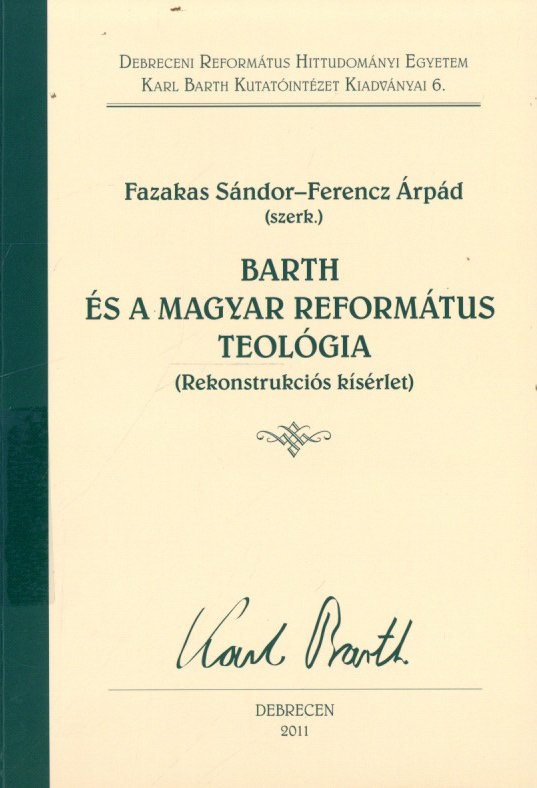 DEBRECENI REFORMÁTUS HITTUDOMÁNYI EGYETEM
KARL BARTH KUTATÓINTÉZET KIADVÁNYAI 6.
Fazakas Sándor–Ferencz Árpád
(szerk.)
BARTH
ÉS A MAGYAR REFORMÁTUS
TEOLÓGIA
(Rekonstrukciós kísérlet)
Karl Barth.
DEBRECEN
2011